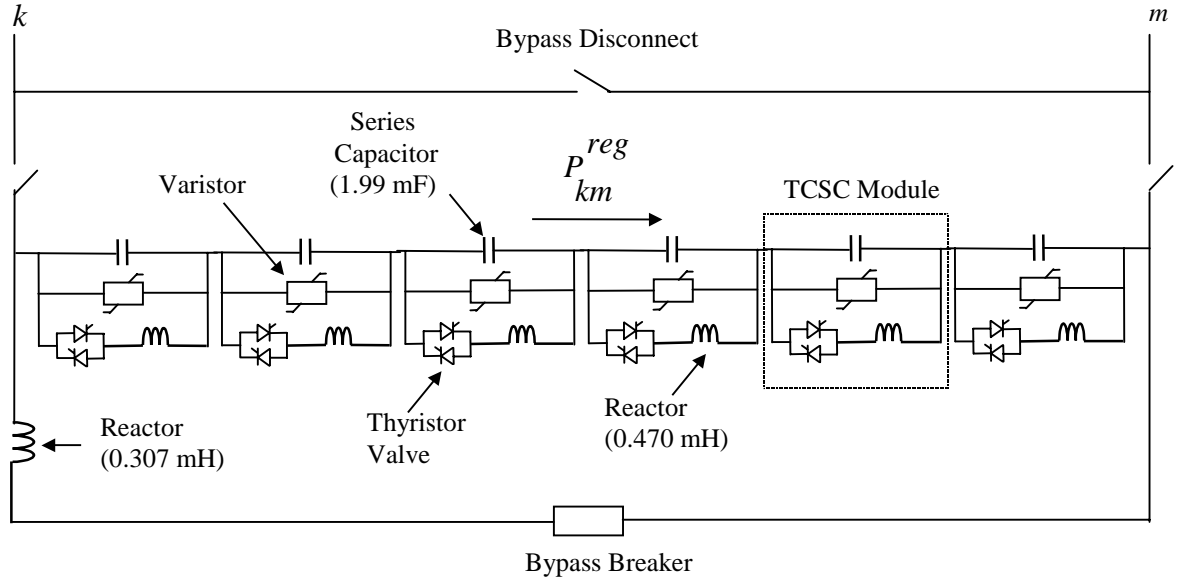 k
m
Bypass Disconnect
Series
Capacitor
(1.99 mF)
P
reg
km
Varistor
TCSC Module
Reactor
(0.307 mH)
Thyristor
Valve
Reactor
(0.470 mH)
Bypass Breaker